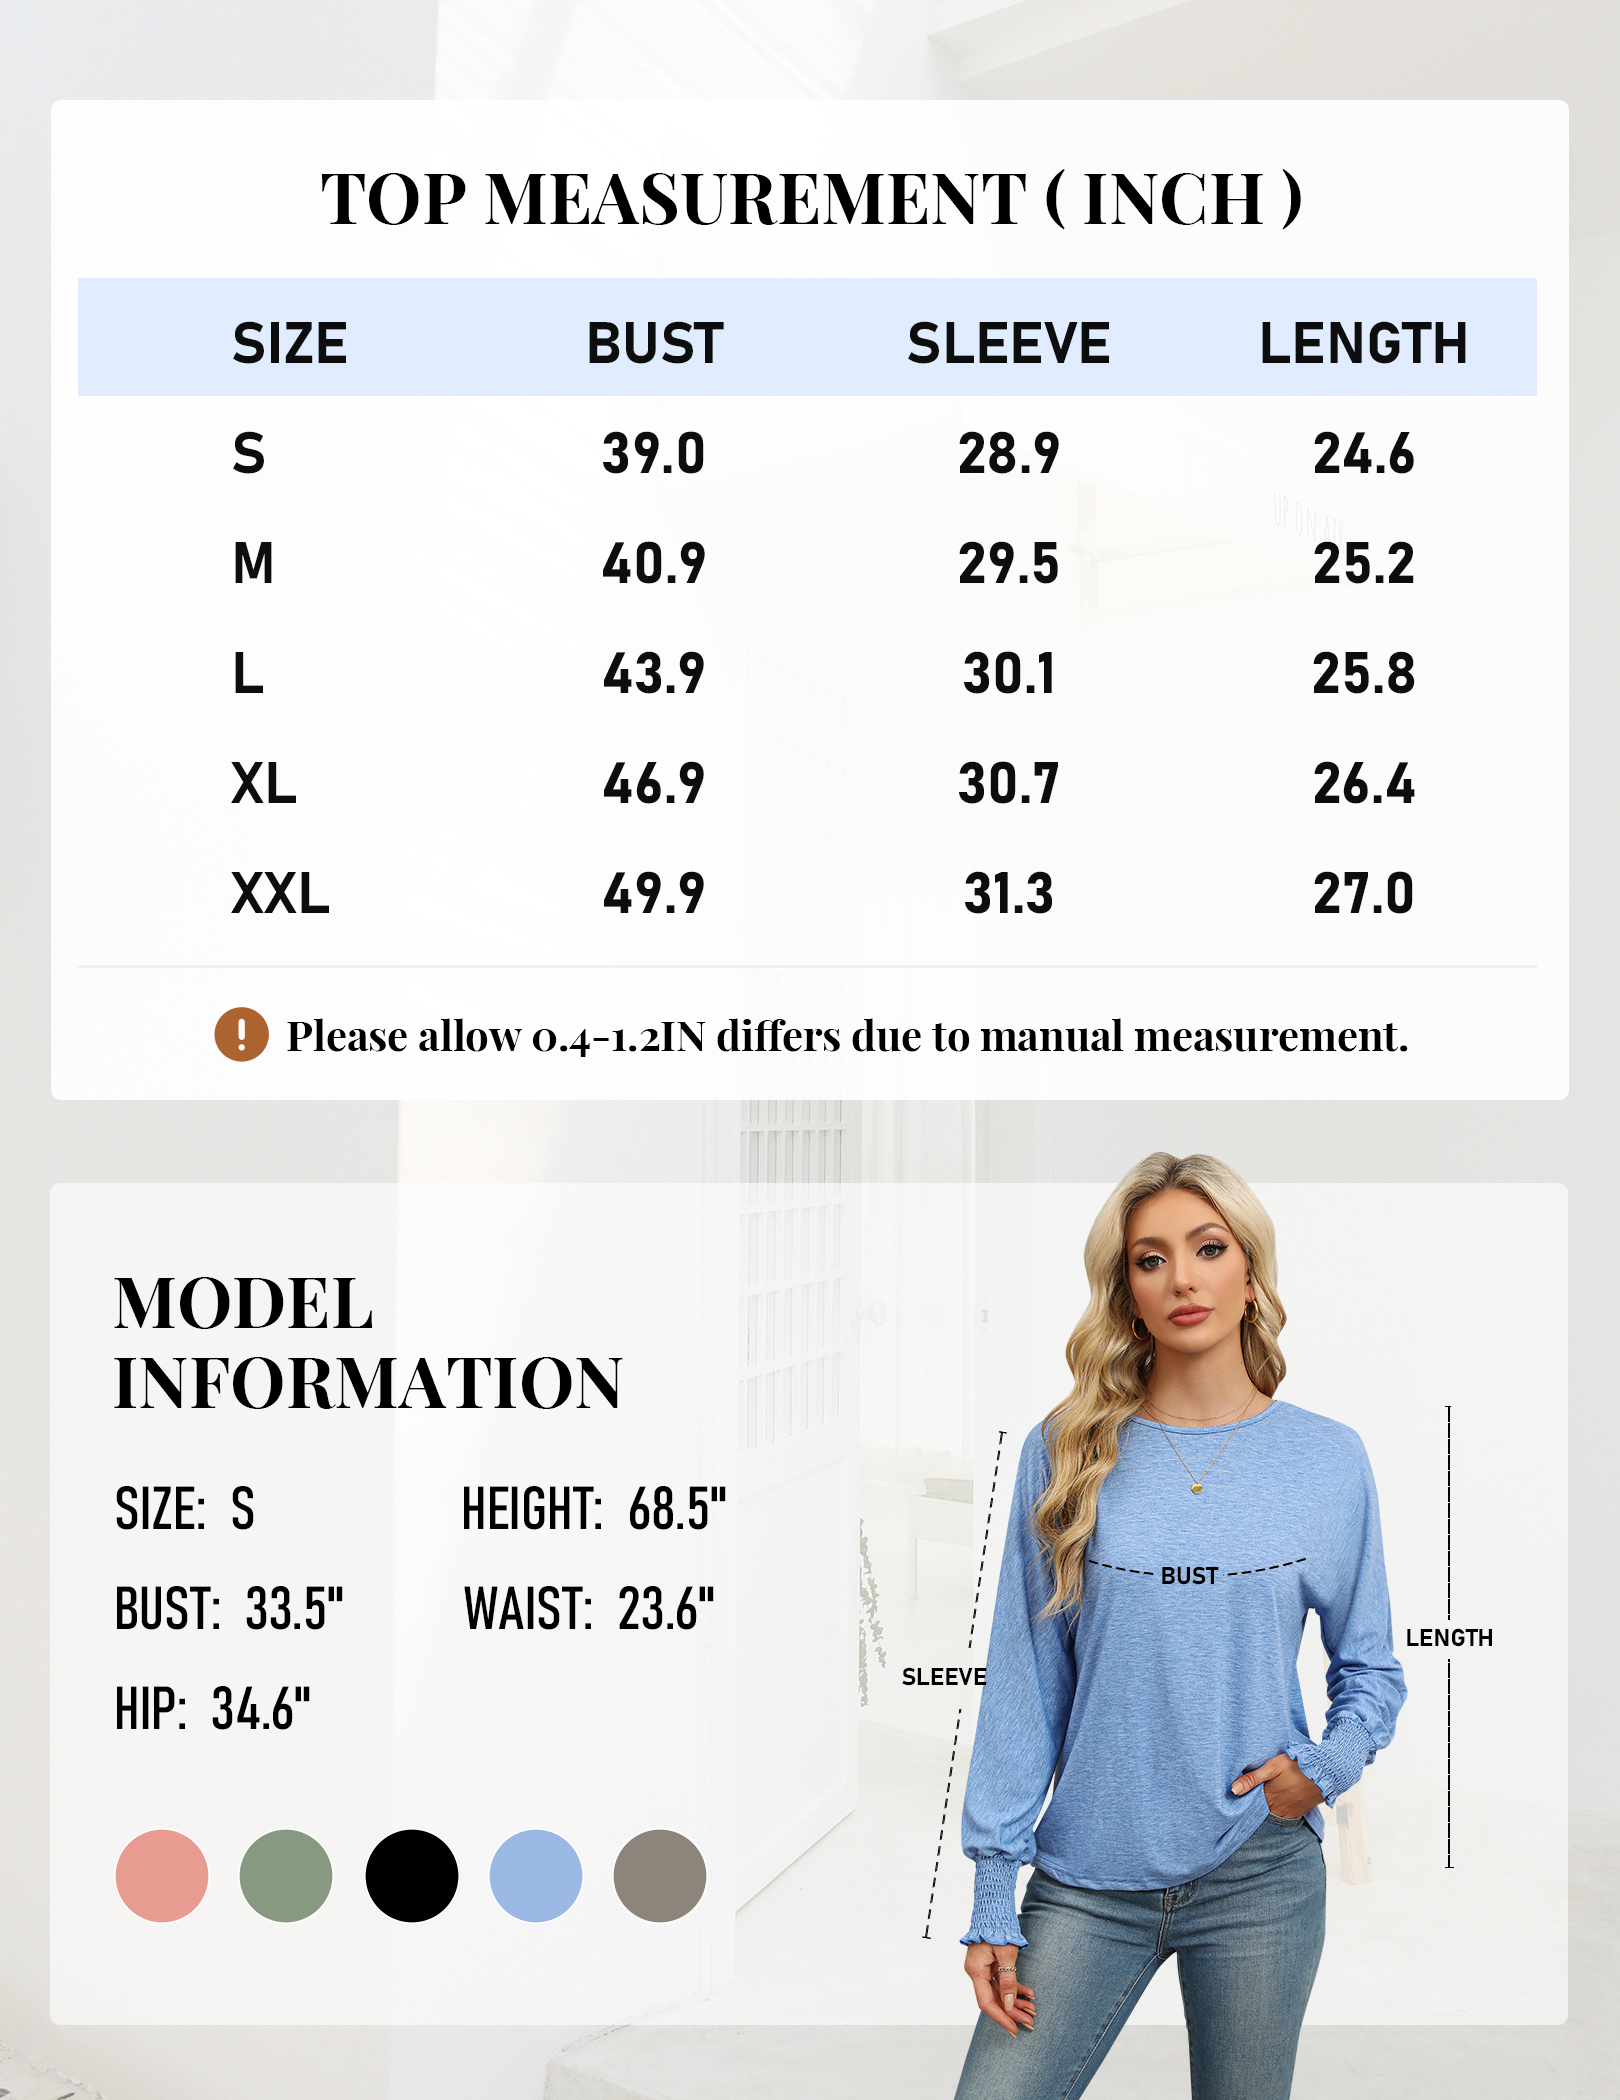 TOP MEASUREMENT ( INCH )
SIZE BUST SLEEVE LENGTH
S 39.0 28.9 24.6
M 40.9 29.5 25.2
L 43.9 30.1 25.8
XL 46.9 30.7 26.4
XXL 49.9 31.3 27.0
! Please allow 0.4-1.2IN differs due to manual measurement.
MODEL
INFORMATION
SIZE: S HEIGHT: 68.5"
BUST: 33.5" WAIST: 23.6"
HIP: 34.6"
BUST
LENGTH
SLEEVE